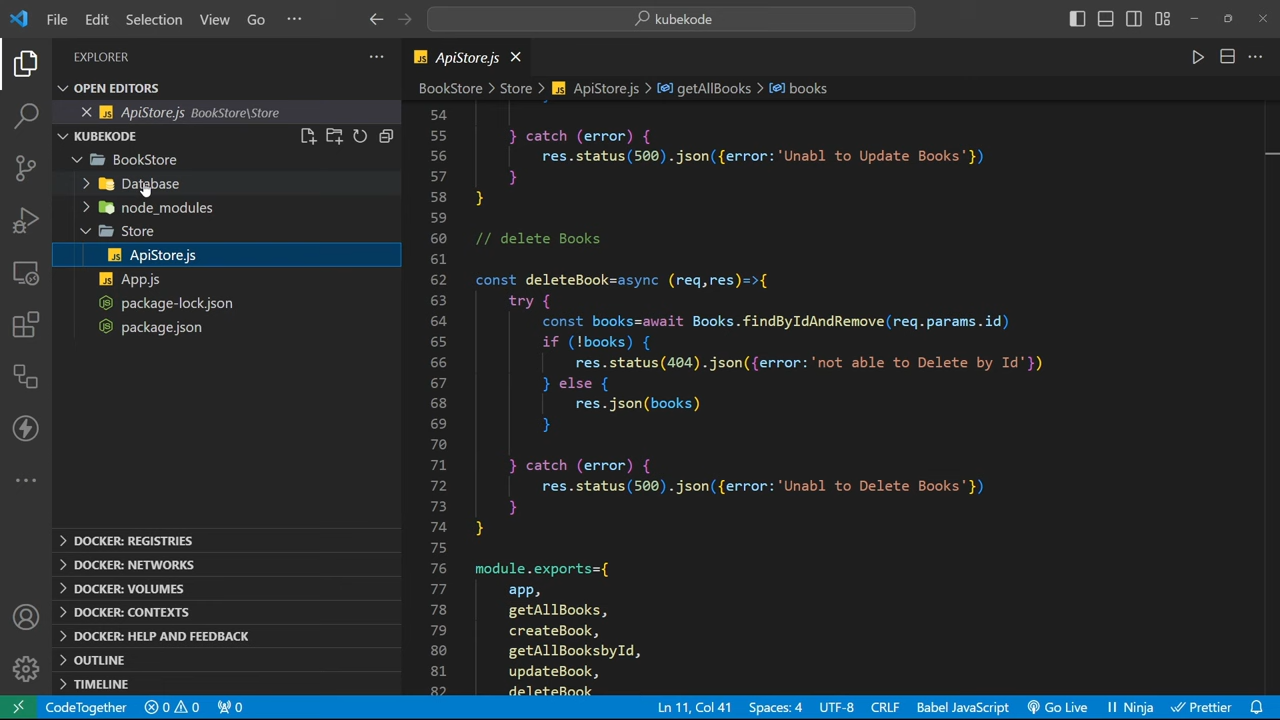 File Edit Selection View Go ···
kubekode
EXPLORER
OPEN EDITORS
ApiStore.js BookStore\Store
KUBEKODE
BookStore
Database
node_modules
Store
ApiStore.js
App.js
package-lock.json
package.json
DOCKER: REGISTRIES
DOCKER: NETWORKS
DOCKER: VOLUMES
DOCKER: CONTEXTS
DOCKER: HELP AND FEEDBACK
OUTLINE
TIMELINE
JS ApiStore.js
BookStore > Store > JS ApiStore.js > getAllBooks > books
54
55 } catch (error) {
56 res.status(500).json({error:'Unabl to Update Books'})
57 }
58 }
59
60 // delete Books
61
62 const deleteBook=async (req,res)=>{
63 try {
64 const books=await Books.findByIdAndRemove(req.params.id)
65 if (!books) {
66 res.status(404).json({error:'not able to Delete by Id'})
67 } else {
68 res.json(books)
69 }
70
71 } catch (error) {
72 res.status(500).json({error:'Unabl to Delete Books'})
73 }
74 }
75
76 module.exports={
77 app,
78 getAllBooks,
79 createBook,
80 getAllBooksbyId,
81 updateBook,
82 deleteBook
CodeTogether 0 0 0 Ln 11, Col 41 Spaces: 4 UTF-8 CRLF Babel JavaScript Go Live Ninja Prettier